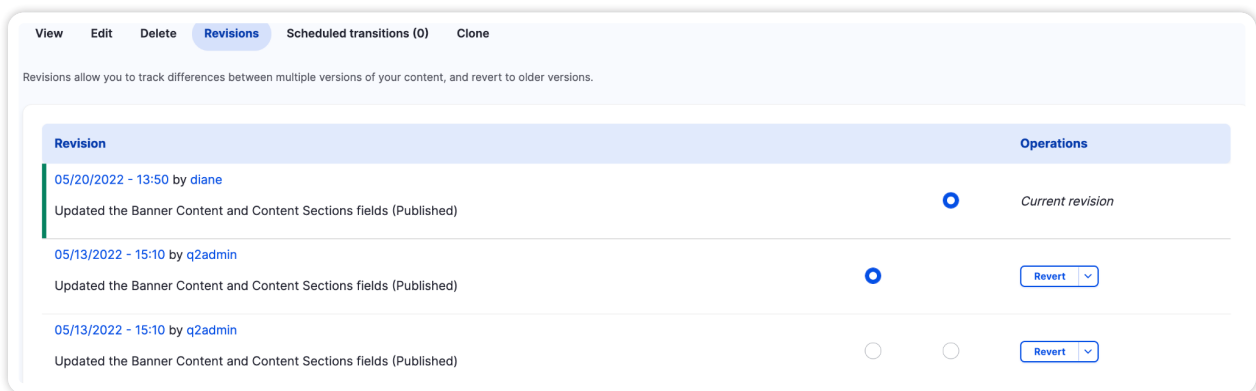 View Edit Delete Revisions Scheduled transitions (0) Clone
Revisions allow you to track differences between multiple versions of your content, and revert to older versions.
Revision Operations
05/20/2022 - 13:50 by diane
Updated the Banner Content and Content Sections fields (Published)
Current revision
05/13/2022 - 15:10 by q2admin
Updated the Banner Content and Content Sections fields (Published)
Revert
05/13/2022 - 15:10 by q2admin
Updated the Banner Content and Content Sections fields (Published)
Revert